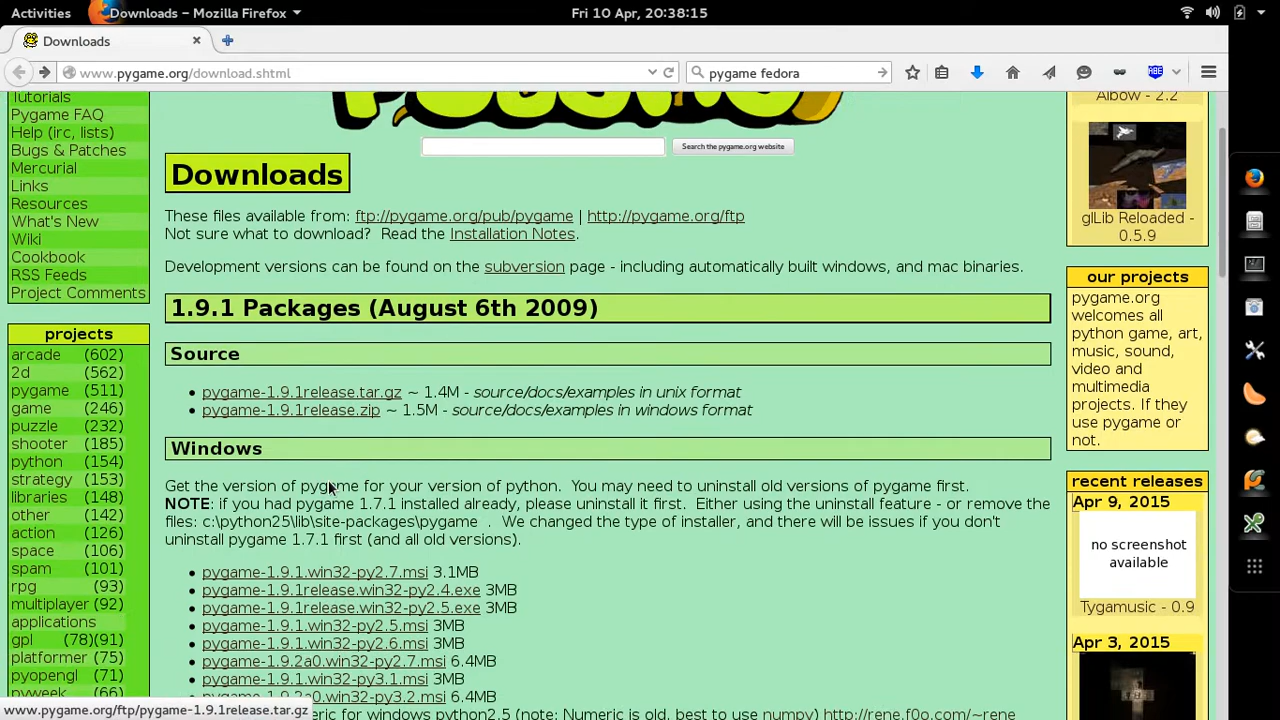 Activities
Downloads - Mozilla Firefox
Fri 10 Apr, 20:38:15
Downloads
www.pygame.org/download.shtml
pygame fedora
ABE
Tutorials
Pygame FAQ
Help (irc, lists)
Bugs & Patches
Mercurial
Links
Resources
What's New
Wiki
Cookbook
RSS Feeds
Project Comments
projects
arcade (602)
2d (562)
pygame (511)
game (246)
puzzle (232)
shooter (185)
python (154)
strategy (153)
libraries (148)
other (142)
action (126)
space (106)
spam (101)
rpg (93)
multiplayer (92)
applications
gpl (78)(91)
platformer (75)
pyopengl (71)
pyweek (66)
Search the pygame.org website
Downloads
These files available from: ftp://pygame.org/pub/pygame | http://pygame.org/ftp
Not sure what to download? Read the Installation Notes.
Development versions can be found on the subversion page - including automatically built windows, and mac binaries.
1.9.1 Packages (August 6th 2009)
Source
pygame-1.9.1release.tar.gz ~ 1.4M - source/docs/examples in unix format
pygame-1.9.1release.zip ~ 1.5M - source/docs/examples in windows format
Windows
Get the version of pygame for your version of python. You may need to uninstall old versions of pygame first.
NOTE: if you had pygame 1.7.1 installed already, please uninstall it first. Either using the uninstall feature - or remove the
files: c:\python25\lib\site-packages\pygame . We changed the type of installer, and there will be issues if you don't
uninstall pygame 1.7.1 first (and all old versions).
pygame-1.9.1.win32-py2.7.msi 3.1MB
pygame-1.9.1release.win32-py2.4.exe 3MB
pygame-1.9.1release.win32-py2.5.exe 3MB
pygame-1.9.1.win32-py2.5.msi 3MB
pygame-1.9.1.win32-py2.6.msi 3MB
pygame-1.9.2a0.win32-py2.7.msi 6.4MB
pygame-1.9.1.win32-py3.1.msi 3MB
pygame-1.9.2a0.win32-py3.2.msi 6.4MB
for windows python2.5 (note: Numeric is old, best to use numpy) http://rene.f0o.com/~rene
www.pygame.org/ftp/pygame-1.9.1release.tar.gz
Albow - 2.2
glLib Reloaded -
0.5.9
our projects
pygame.org
welcomes all
python game, art,
music, sound,
video and
multimedia
projects. If they
use pygame or
not.
recent releases
Apr 9, 2015
no screenshot
available
Tygamusic - 0.9
Apr 3, 2015